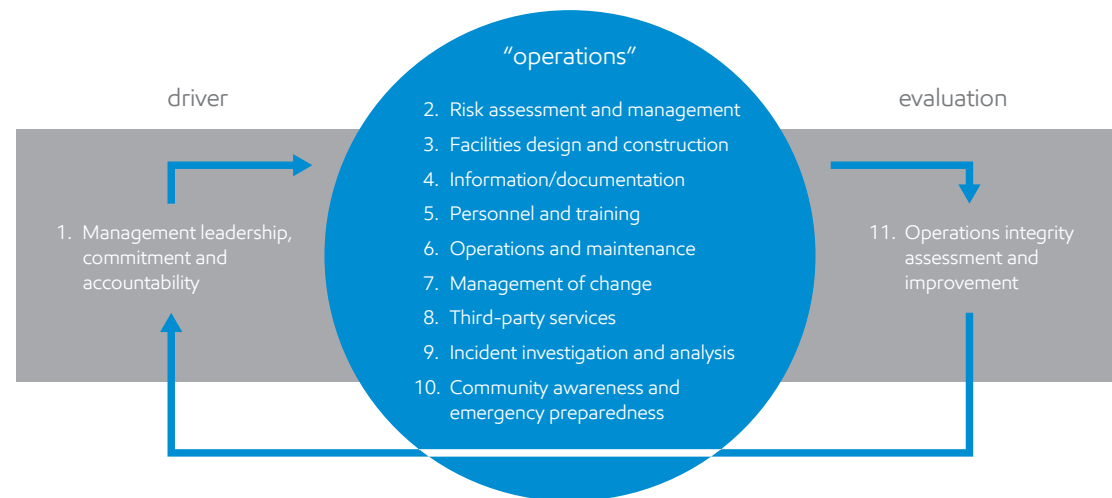 driver
1. Management leadership,
commitment and
accountability
“operations”
2. Risk assessment and management
3. Facilities design and construction
4. Information/documentation
5. Personnel and training
6. Operations and maintenance
7. Management of change
8. Third-party services
9. Incident investigation and analysis
10. Community awareness and
emergency preparedness
evaluation
11. Operations integrity
assessment and
improvement